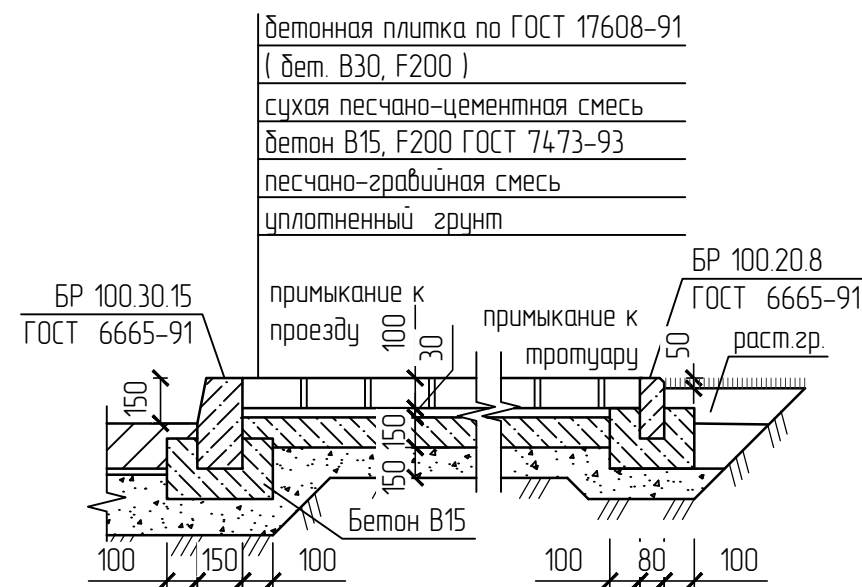 бетонная плитка по ГОСТ 17608-91
( бет. В30, F200 )
сухая песчано-цементная смесь
бетон В15, F200 ГОСТ 7473-93
песчано-гравийная смесь
уплотненный грунт
БР 100.30.15
ГОСТ 6665-91
примыкание к
проезду
примыкание к
тротуару
БР 100.20.8
ГОСТ 6665-91
раст.гр.
100
30
50
150
150
150
Бетон В15
100
150
100
100
80
100